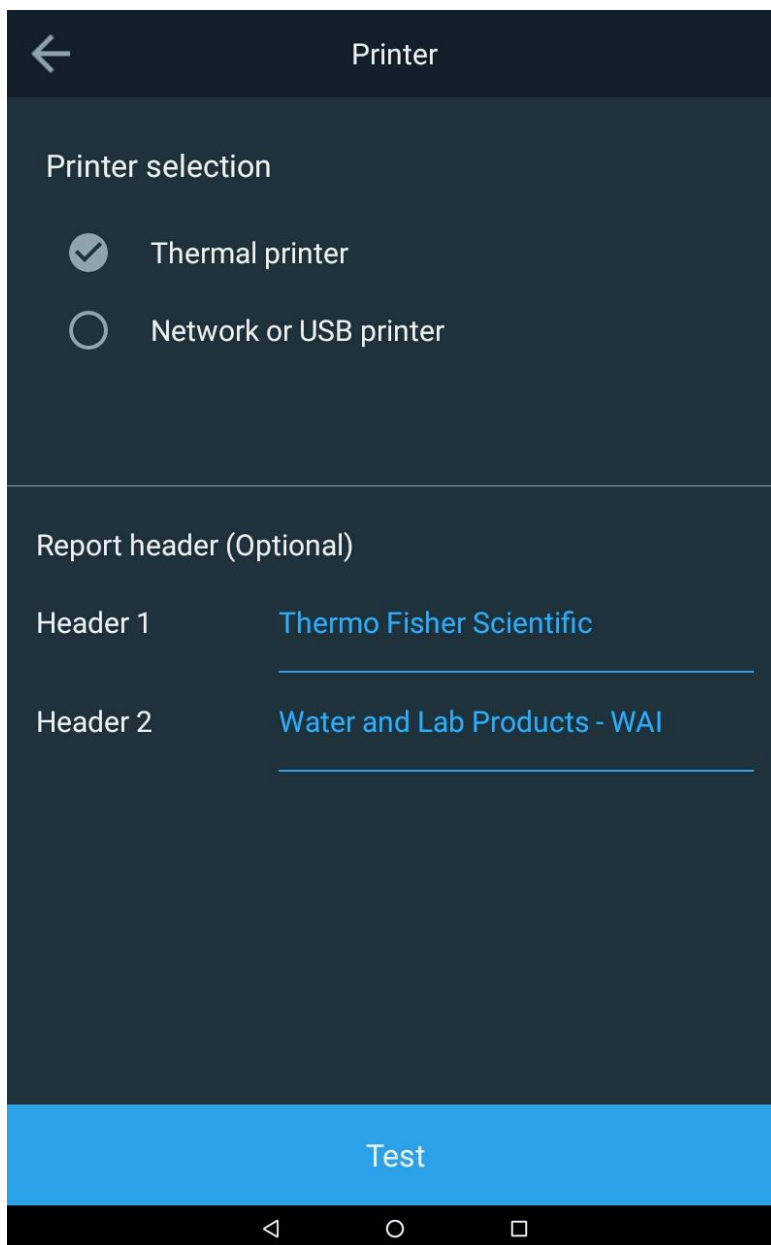 Printer
Printer selection
Thermal printer
Network or USB printer
Report header (Optional)
Header 1 Thermo Fisher Scientific
Header 2 Water and Lab Products - WAI
Test